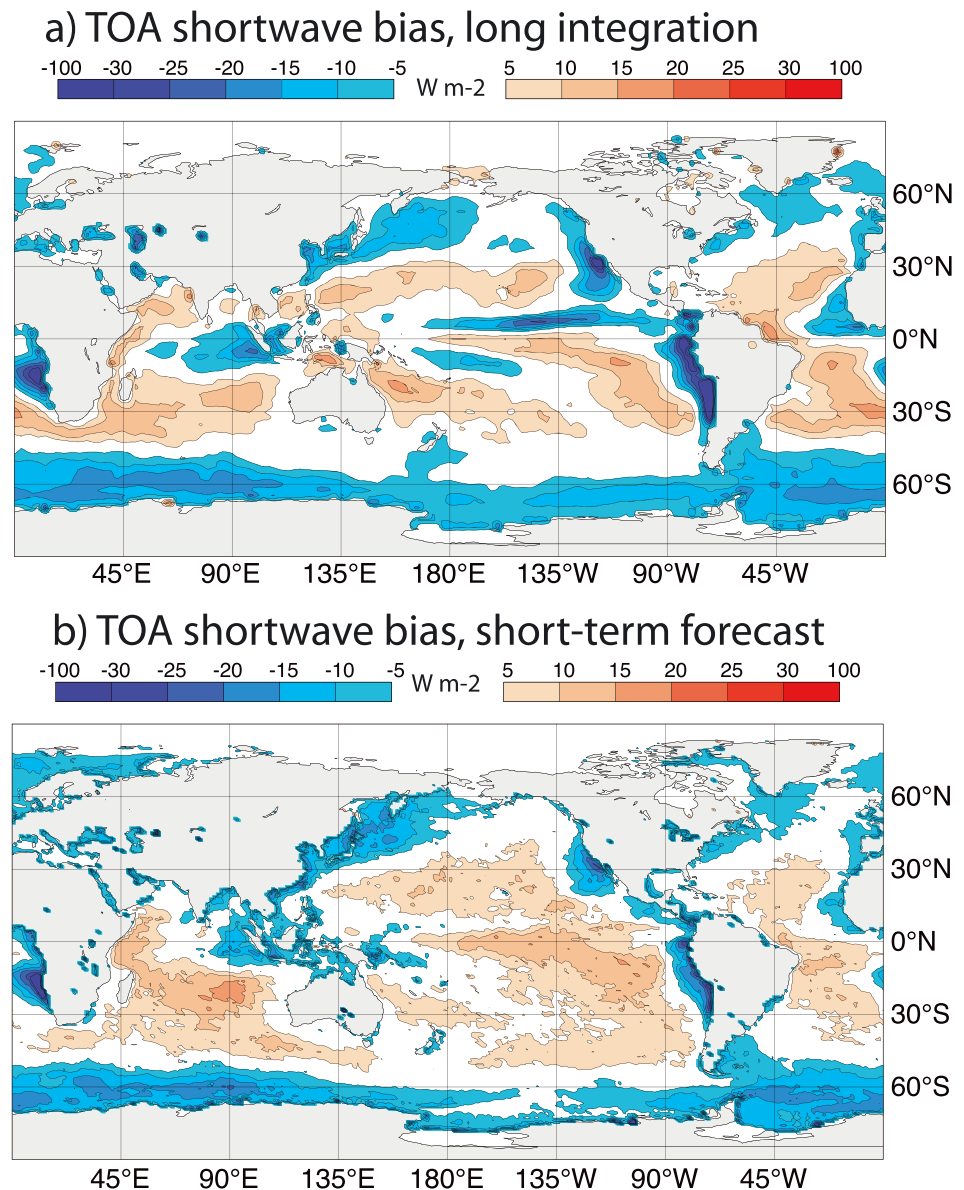 a) TOA shortwave bias, long integration
-100 -30 -25 -20 -15 -10 -5 W m-2 5 10 15 20 25 30 100
60°N
30°N
0°N
30°S
60°S
45°E 90°E 135°E 180°E 135°W 90°W 45°W
b) TOA shortwave bias, short-term forecast
-100 -30 -25 -20 -15 -10 -5 W m-2 5 10 15 20 25 30 100
60°N
30°N
0°N
30°S
60°S
45°E 90°E 135°E 180°E 135°W 90°W 45°W